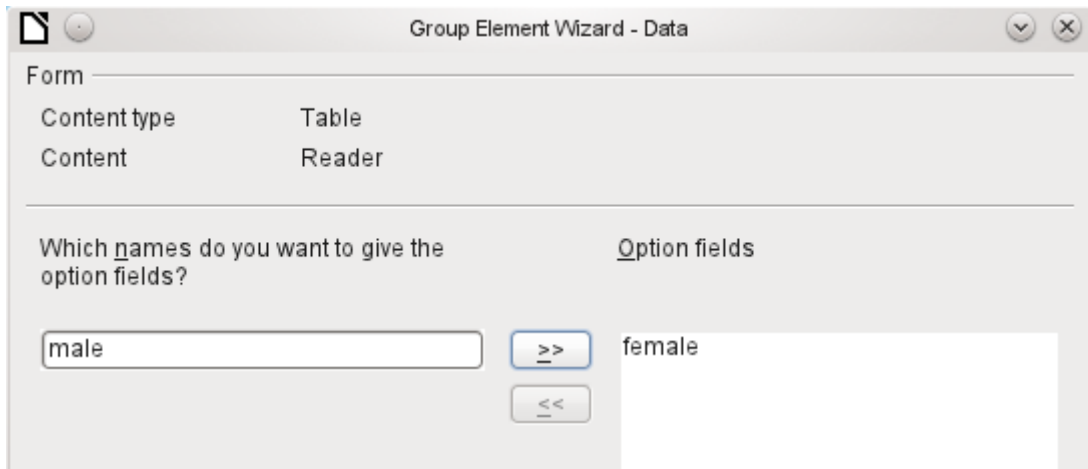 Group Element Wizard - Data
Form
Content type Table
Content Reader
Which names do you want to give the
option fields?
Option fields
male
>>
female
<<